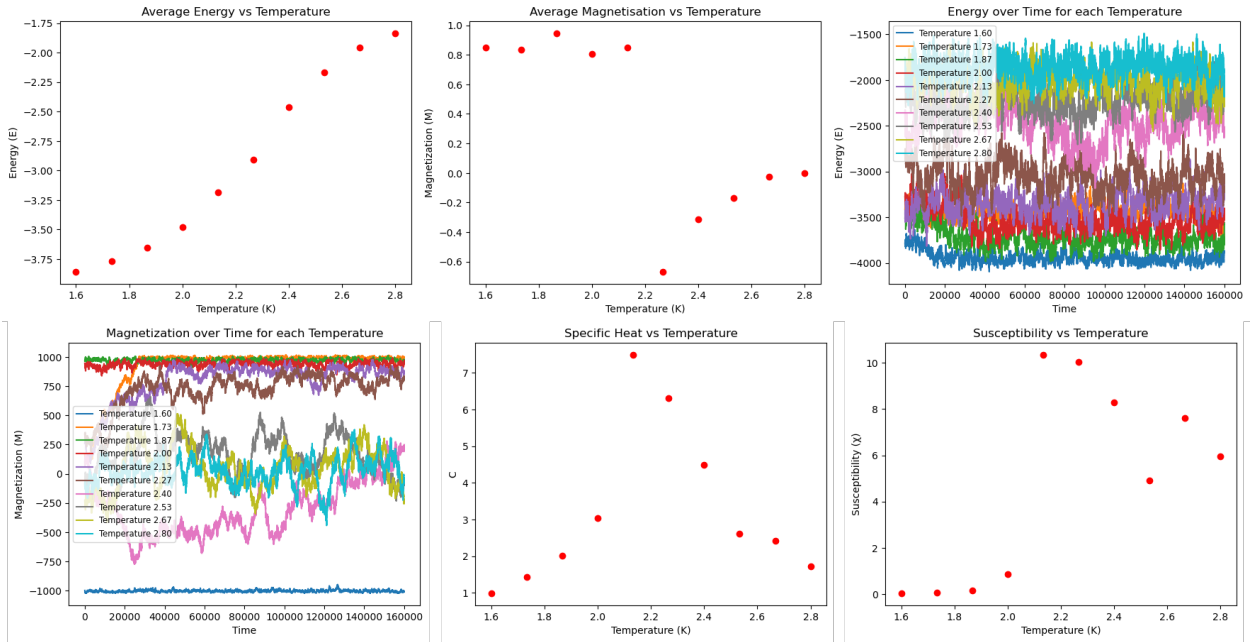 Average Energy vs Temperature
Energy (E)
−1.75
−2.00
−2.25
−2.50
−2.75
−3.00
−3.25
−3.50
−3.75
1.6 1.8 2.0 2.2 2.4 2.6 2.8
Temperature (K)
Average Magnetisation vs Temperature
Magnetization (M)
1.0
0.8
0.6
0.4
0.2
0.0
−0.2
−0.4
−0.6
1.6 1.8 2.0 2.2 2.4 2.6 2.8
Temperature (K)
Energy over Time for each Temperature
Energy (E)
−1500
−2000
−2500
−3000
−3500
−4000
Temperature 1.60
Temperature 1.73
Temperature 1.87
Temperature 2.00
Temperature 2.13
Temperature 2.27
Temperature 2.40
Temperature 2.53
Temperature 2.67
Temperature 2.80
0 20000 40000 60000 80000 100000 120000 140000 160000
Time
Magnetization over Time for each Temperature
Magnetization (M)
1000
750
500
250
0
−250
−500
−750
−1000
Temperature 1.60
Temperature 1.73
Temperature 1.87
Temperature 2.00
Temperature 2.13
Temperature 2.27
Temperature 2.40
Temperature 2.53
Temperature 2.67
Temperature 2.80
0 20000 40000 60000 80000 100000 120000 140000 160000
Time
Specific Heat vs Temperature
C
7
6
5
4
3
2
1
1.6 1.8 2.0 2.2 2.4 2.6 2.8
Temperature (K)
Susceptibility vs Temperature
Susceptibility (χ)
10
8
6
4
2
0
1.6 1.8 2.0 2.2 2.4 2.6 2.8
Temperature (K)